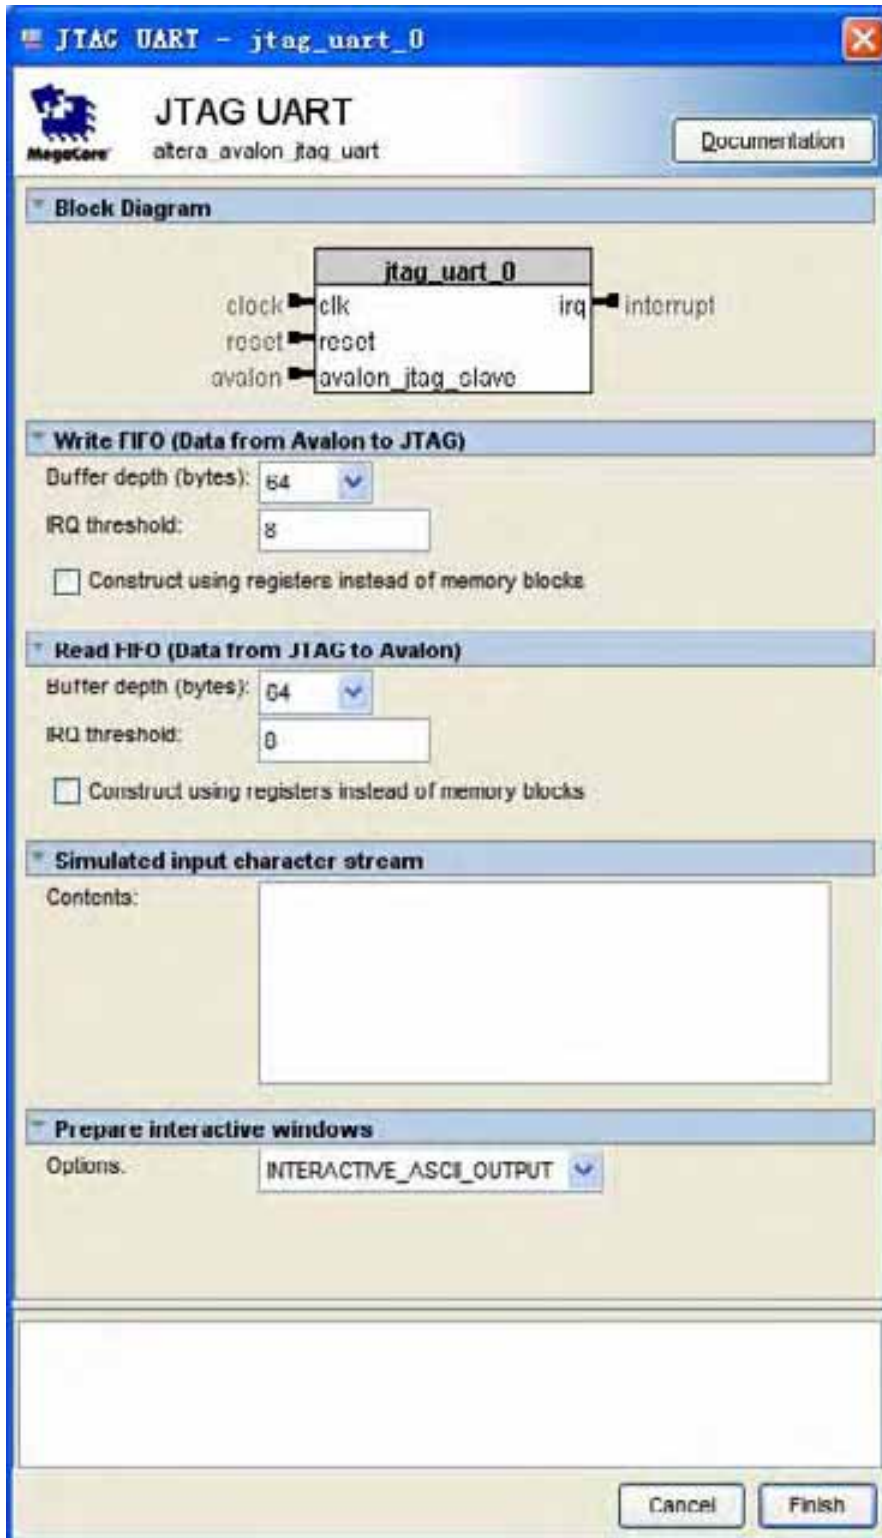 JTAG UART - jtag_uart_0
MegaCore
JTAG UART
altera_avalon_jtag_uart
Documentation
Block Diagram
jtag_uart_0
clock clk irq interrupt
reset reset
avalon avalon_jtag_slave
Write FIFO (Data from Avalon to JTAG)
Buffer depth (bytes): 64
IRQ threshold: 8
Construct using registers instead of memory blocks
Read FIFO (Data from JTAG to Avalon)
Buffer depth (bytes): 64
IRQ threshold: 8
Construct using registers instead of memory blocks
Simulated input character stream
Contents:
Prepare interactive windows
Options: INTERACTIVE_ASCII_OUTPUT
Cancel Finish